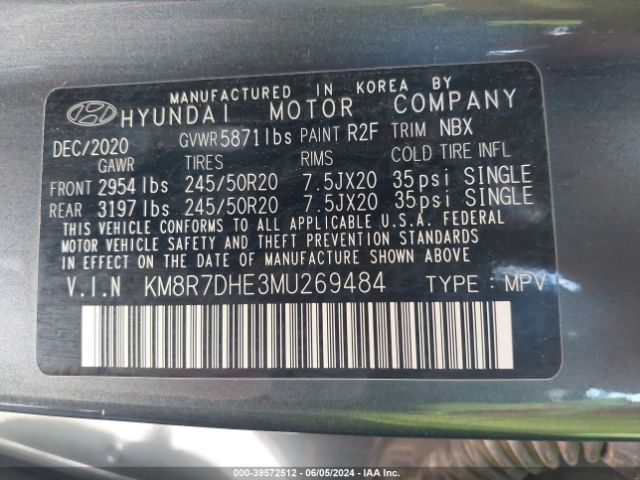 MANUFACTURED IN KOREA BY
HYUNDAI MOTOR COMPANY
DEC/2020 GVWR 5871lbs PAINT R2F TRIM NBX
GAWR TIRES RIMS COLD TIRE INFL
FRONT 2954 lbs 245/50R20 7.5JX20 35psi SINGLE
REAR 3197 lbs 245/50R20 7.5JX20 35psi SINGLE
THIS VEHICLE CONFORMS TO ALL APPLICABLE U.S.A. FEDERAL
MOTOR VEHICLE SAFETY AND THEFT PREVENTION STANDARDS
IN EFFECT ON THE DATE OF MANUFACTURE SHOWN ABOVE
V.I.N KM8R7DHE3MU269484 TYPE : MPV
000-39572512 - 06/05/2024 - IAA Inc.